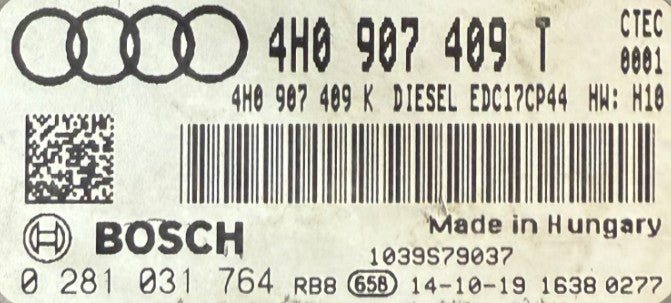 4H0 907 409 T CTEC
0001
4H0 907 409 K DIESEL EDC17CP44 HW: H10
BOSCH Made in Hungary
1039S79037
0 281 031 764 RB8 658 14-10-19 1638 0277